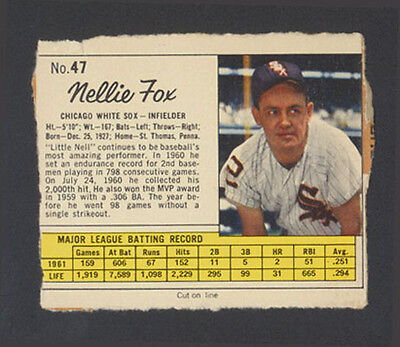 No. 47
Nellie Fox
CHICAGO WHITE SOX – INFIELDER
Ht.–5'10"; Wt.–167; Bats–Left; Throws–Right;
Born–Dec. 25, 1927; Home–St. Thomas, Penna.
"Little Nell" continues to be baseball's
most amazing performer. In 1960 he
set an endurance record for 2nd base-
men playing in 798 consecutive games.
On July 24, 1960 he collected his
2,000th hit. He also won the MVP award
in 1959 with a .306 BA. The year be-
fore he went 98 games without a
single strikeout.
SOX
2
SOX
MAJOR LEAGUE BATTING RECORD
Games At Bat Runs Hits 2B 3B HR RBI Avg.
1961 159 606 67 152 11 5 2 51 .251
LIFE 1,919 7,589 1,098 2,229 295 99 31 665 .294
Cut on line